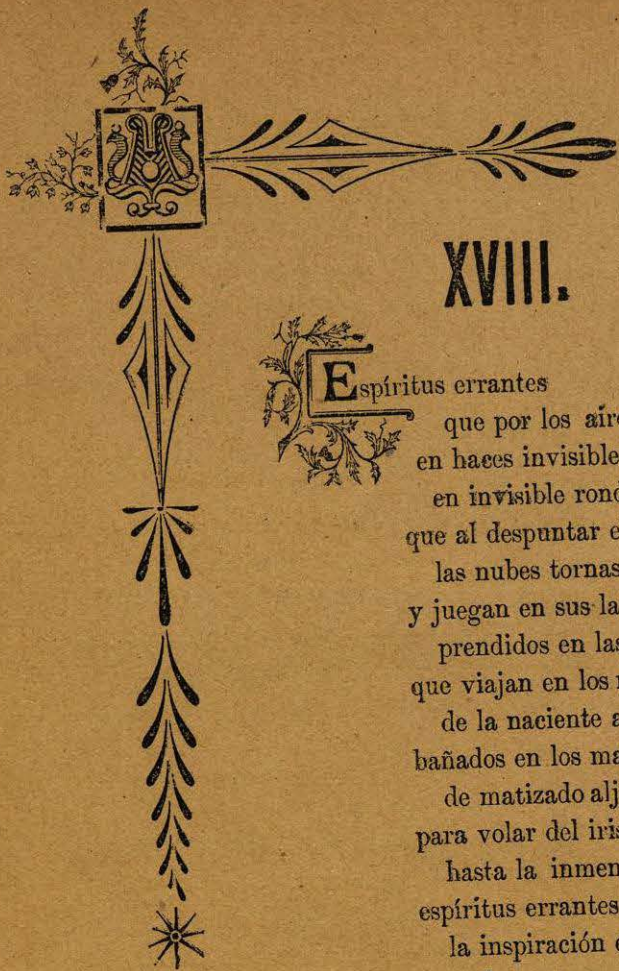 XVIII.
Espíritus errantes
que por los
en haces
en invisible
que al despuntar
las nubes
y juegan en sus
prendidos en las
que viajan en los
de la naciente
bañados en los
de matizado
para volar del iris
hasta la
espíritus errantes
la inspiración